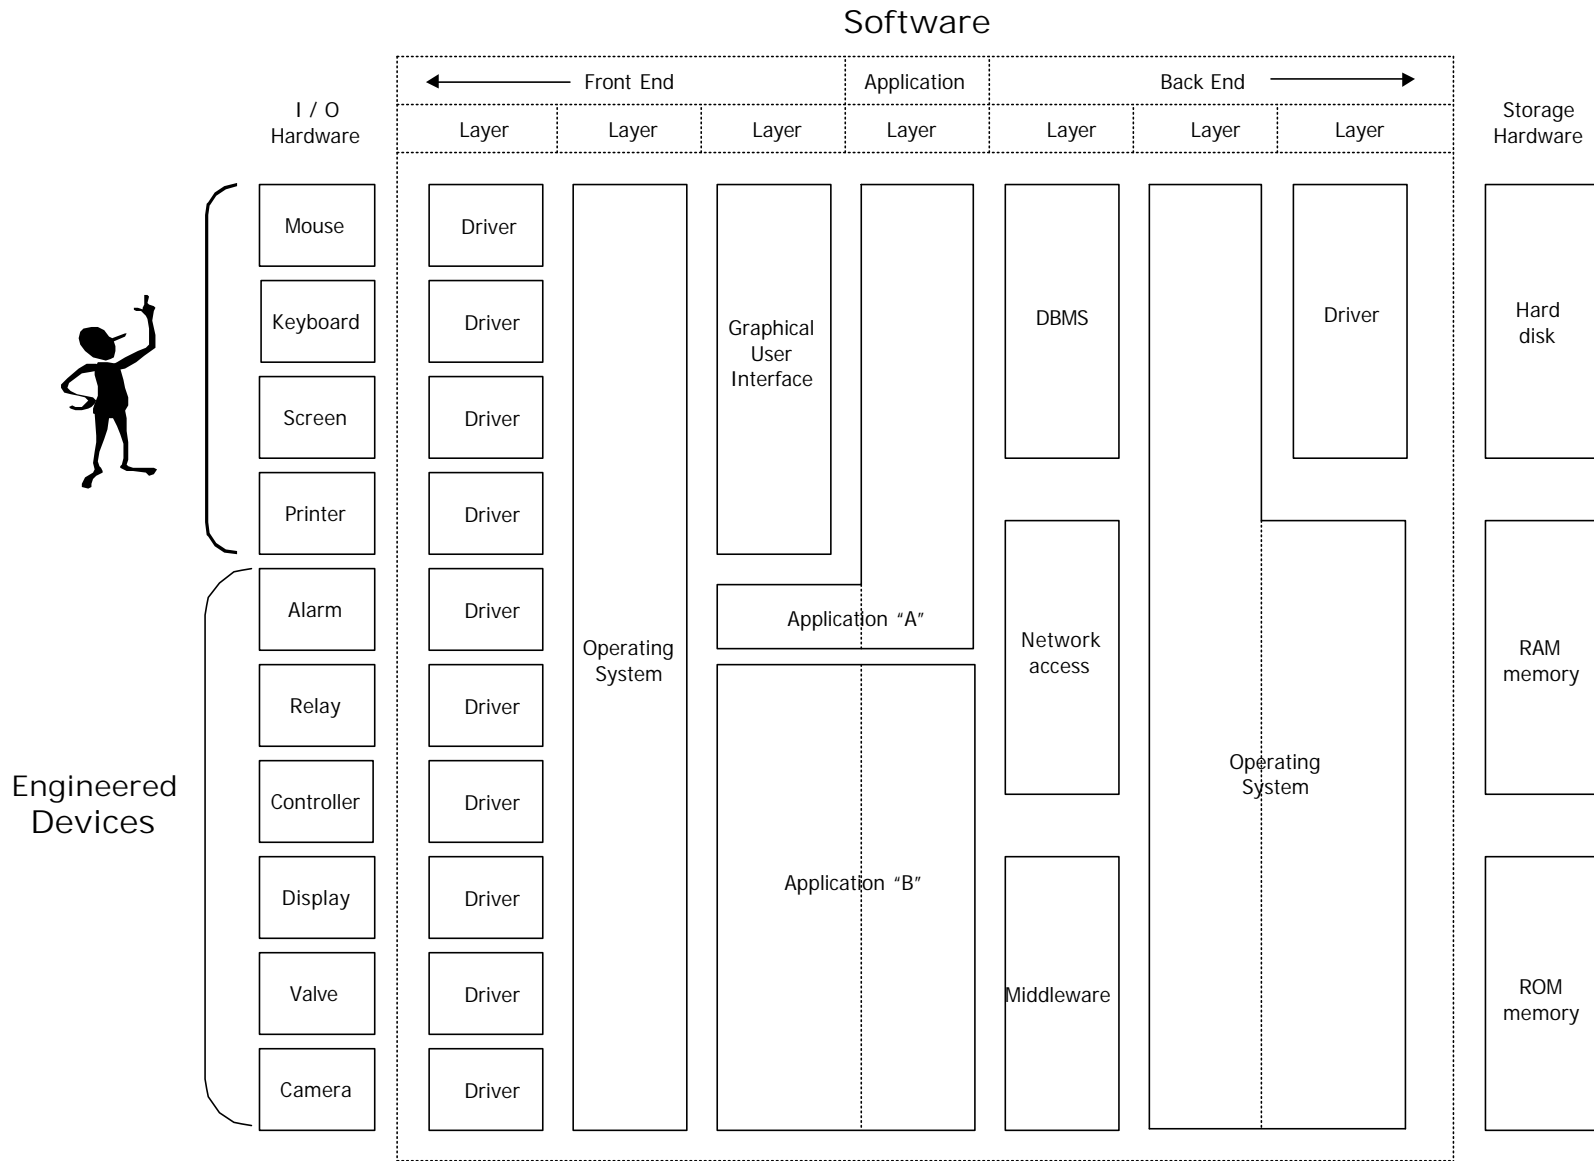 Software
Front End
Application
Back End
I / O
Hardware
Layer
Layer
Layer
Layer
Layer
Layer
Layer
Storage
Hardware
Mouse
Driver
Keyboard
Driver
Screen
Driver
Printer
Driver
Alarm
Driver
Relay
Driver
Controller
Driver
Display
Driver
Valve
Driver
Camera
Driver
Engineered
Devices
Operating
System
Graphical
User
Interface
Application “A”
Application “B”
DBMS
Network
access
Middleware
Operating
System
Driver
Hard
disk
RAM
memory
ROM
memory